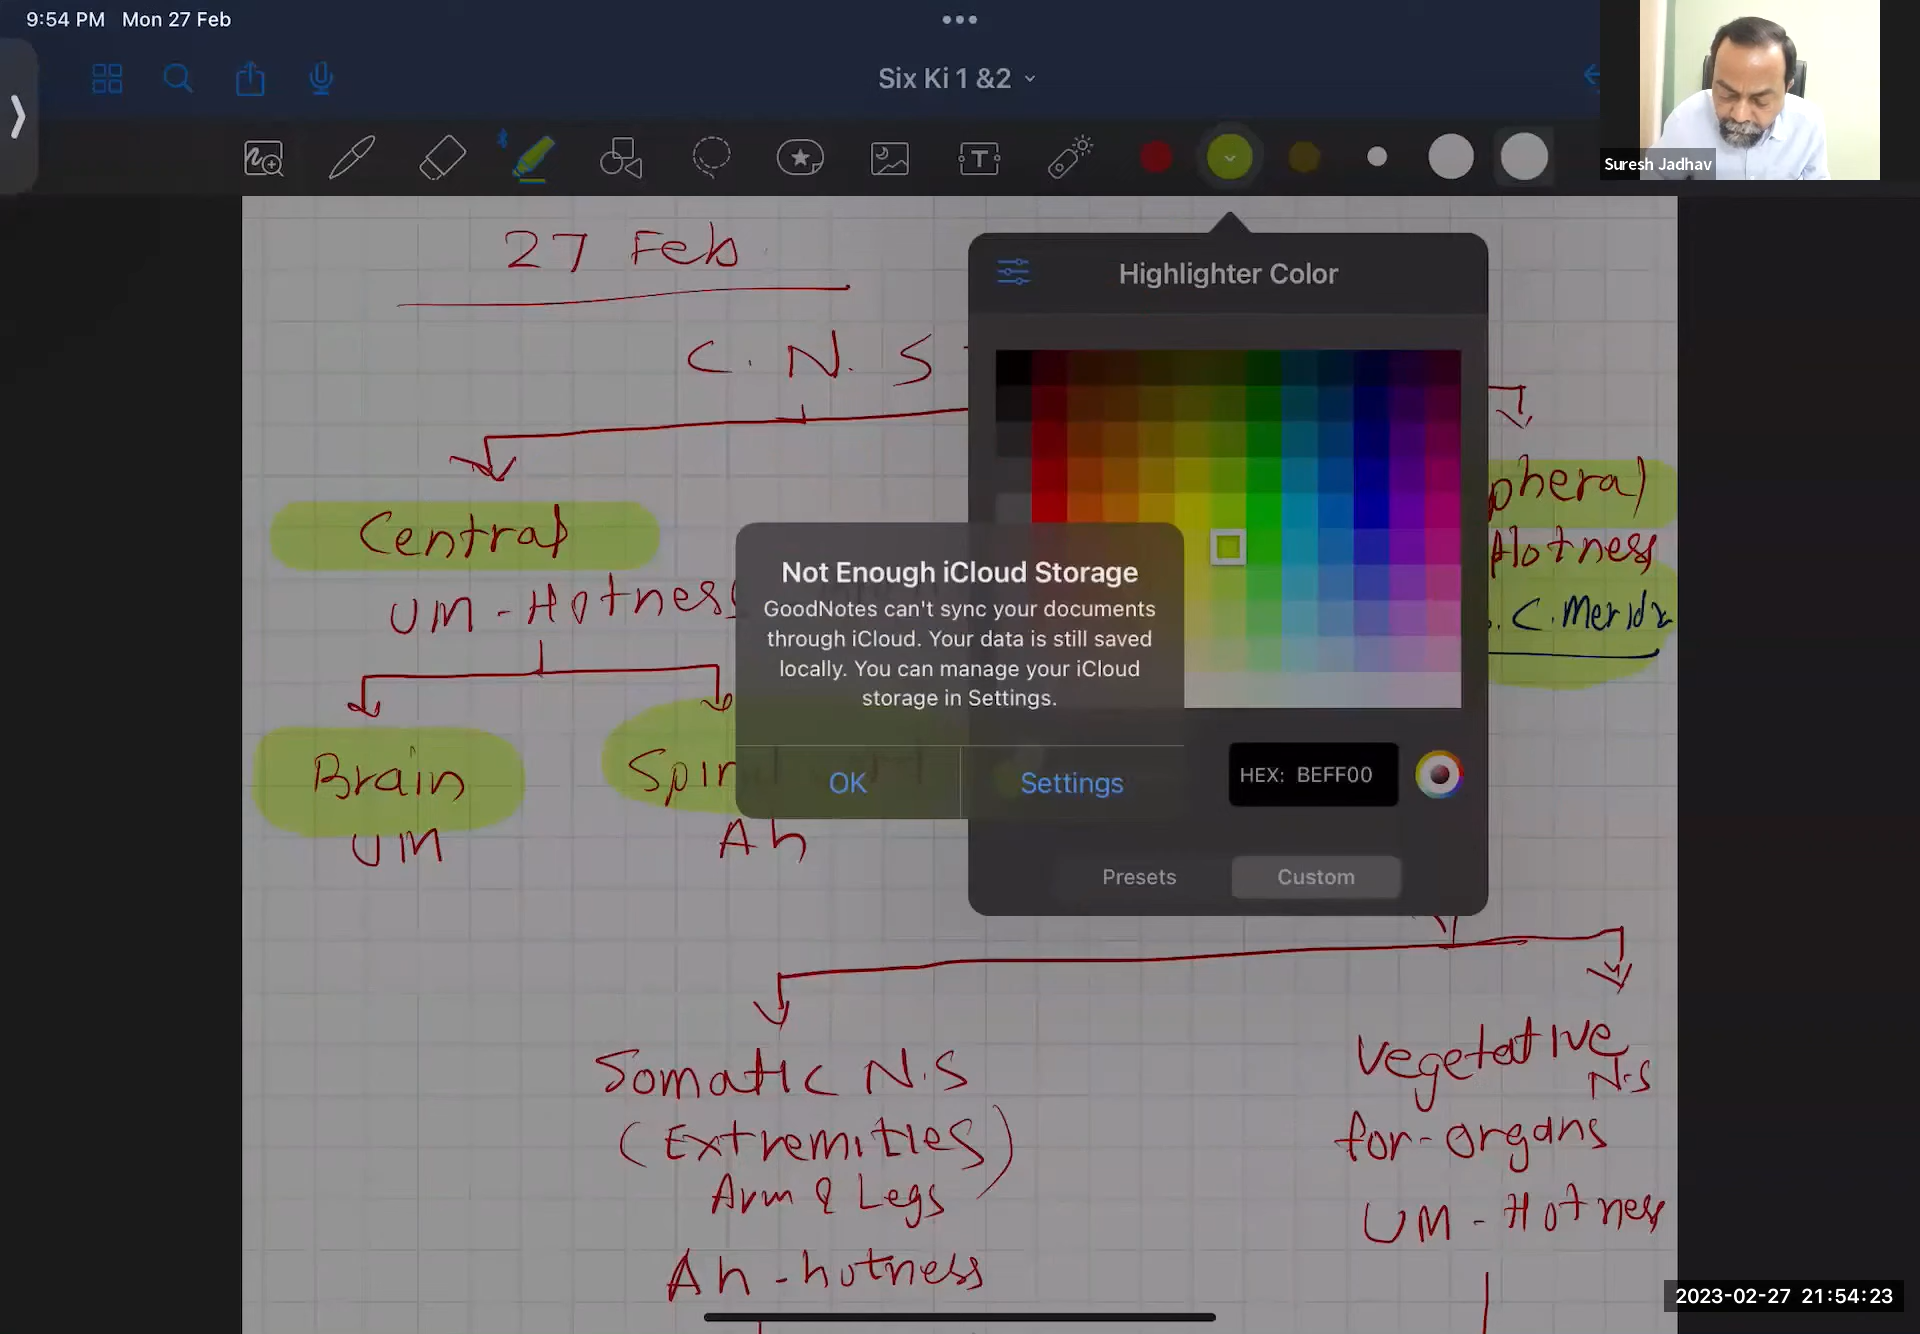 9:54 PM Mon 27 Feb
Six Ki 1 &2
Suresh Jadhav
27 Feb
C. N. S
Highlighter Color
Central
UM - Hotness
pheral
Hotness
C. Merid
Not Enough iCloud Storage
GoodNotes can't sync your documents
through iCloud. Your data is still saved
locally. You can manage your iCloud
storage in Settings.
OK
Settings
HEX: BEFF00
Presets
Custom
Brain
UM
Spin
Ah
Somatic N.S
(Extremities)
Arm & Legs
Ah - hotness
Vegetative
N.S
for-organs
UM - Hotness
2023-02-27 21:54:23